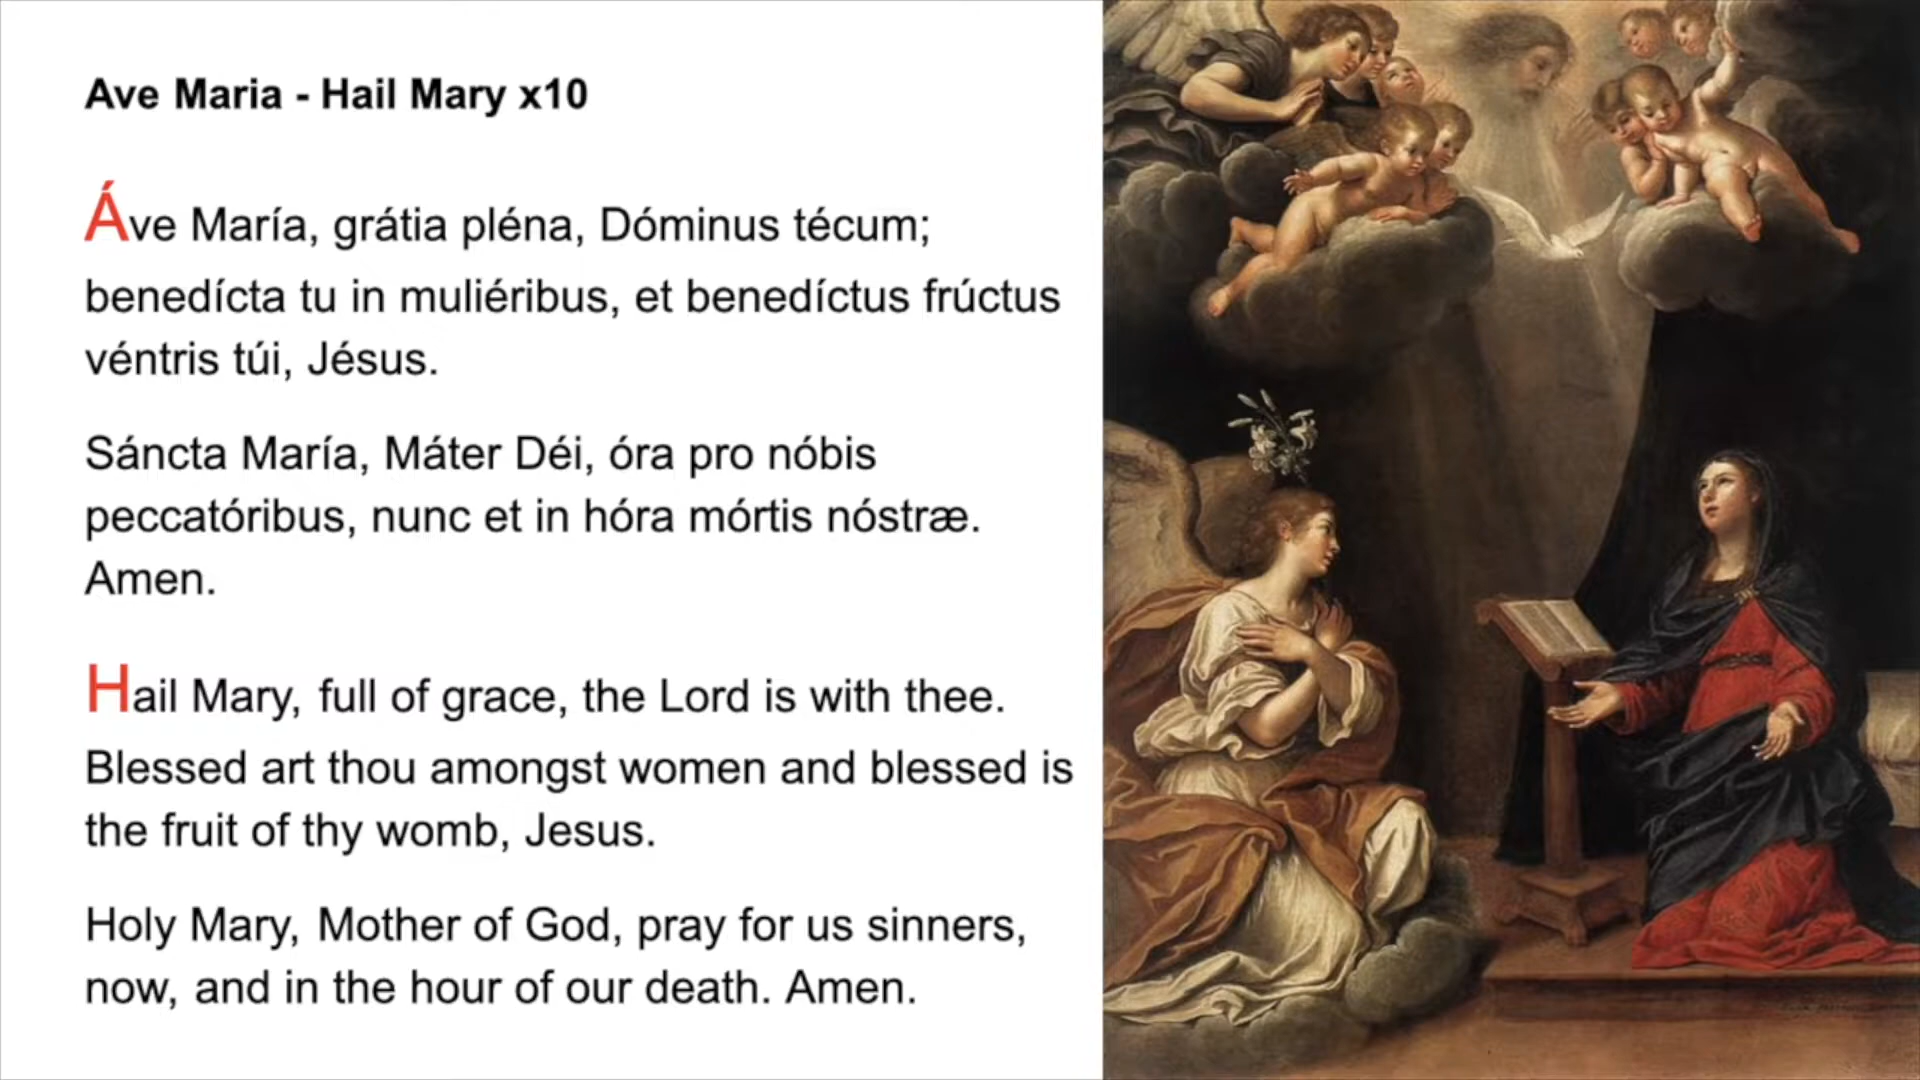 Ave Maria - Hail Mary x10
Áve María, grátia pléna, Dóminus técum;
benedícta tu in muliéribus, et benedíctus frúctus
véntris túi, Jésus.
Sáncta María, Máter Déi, óra pro nóbis
peccatóribus, nunc et in hóra mórtis nóstræ.
Amen.
Hail Mary, full of grace, the Lord is with thee.
Blessed art thou amongst women and blessed is
the fruit of thy womb, Jesus.
Holy Mary, Mother of God, pray for us sinners,
now, and in the hour of our death. Amen.